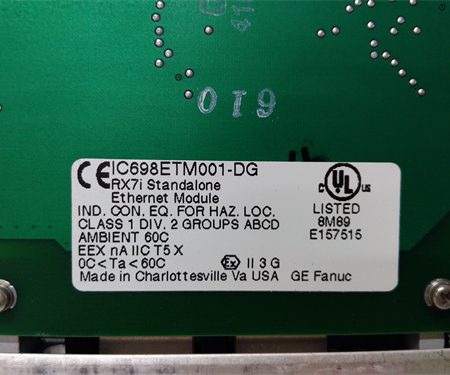 019
CE IC698ETM001-DG
RX7i Standalone
Ethernet Module
IND. CON. EQ. FOR HAZ. LOC.
CLASS 1 DIV. 2 GROUPS ABCD
AMBIENT 60C
EEX nA IIC T5 X
0C<Ta<60C
Ex II 3 G
Made in Charlottesville Va USA GE Fanuc
C UL US
LISTED
8M89
E157515